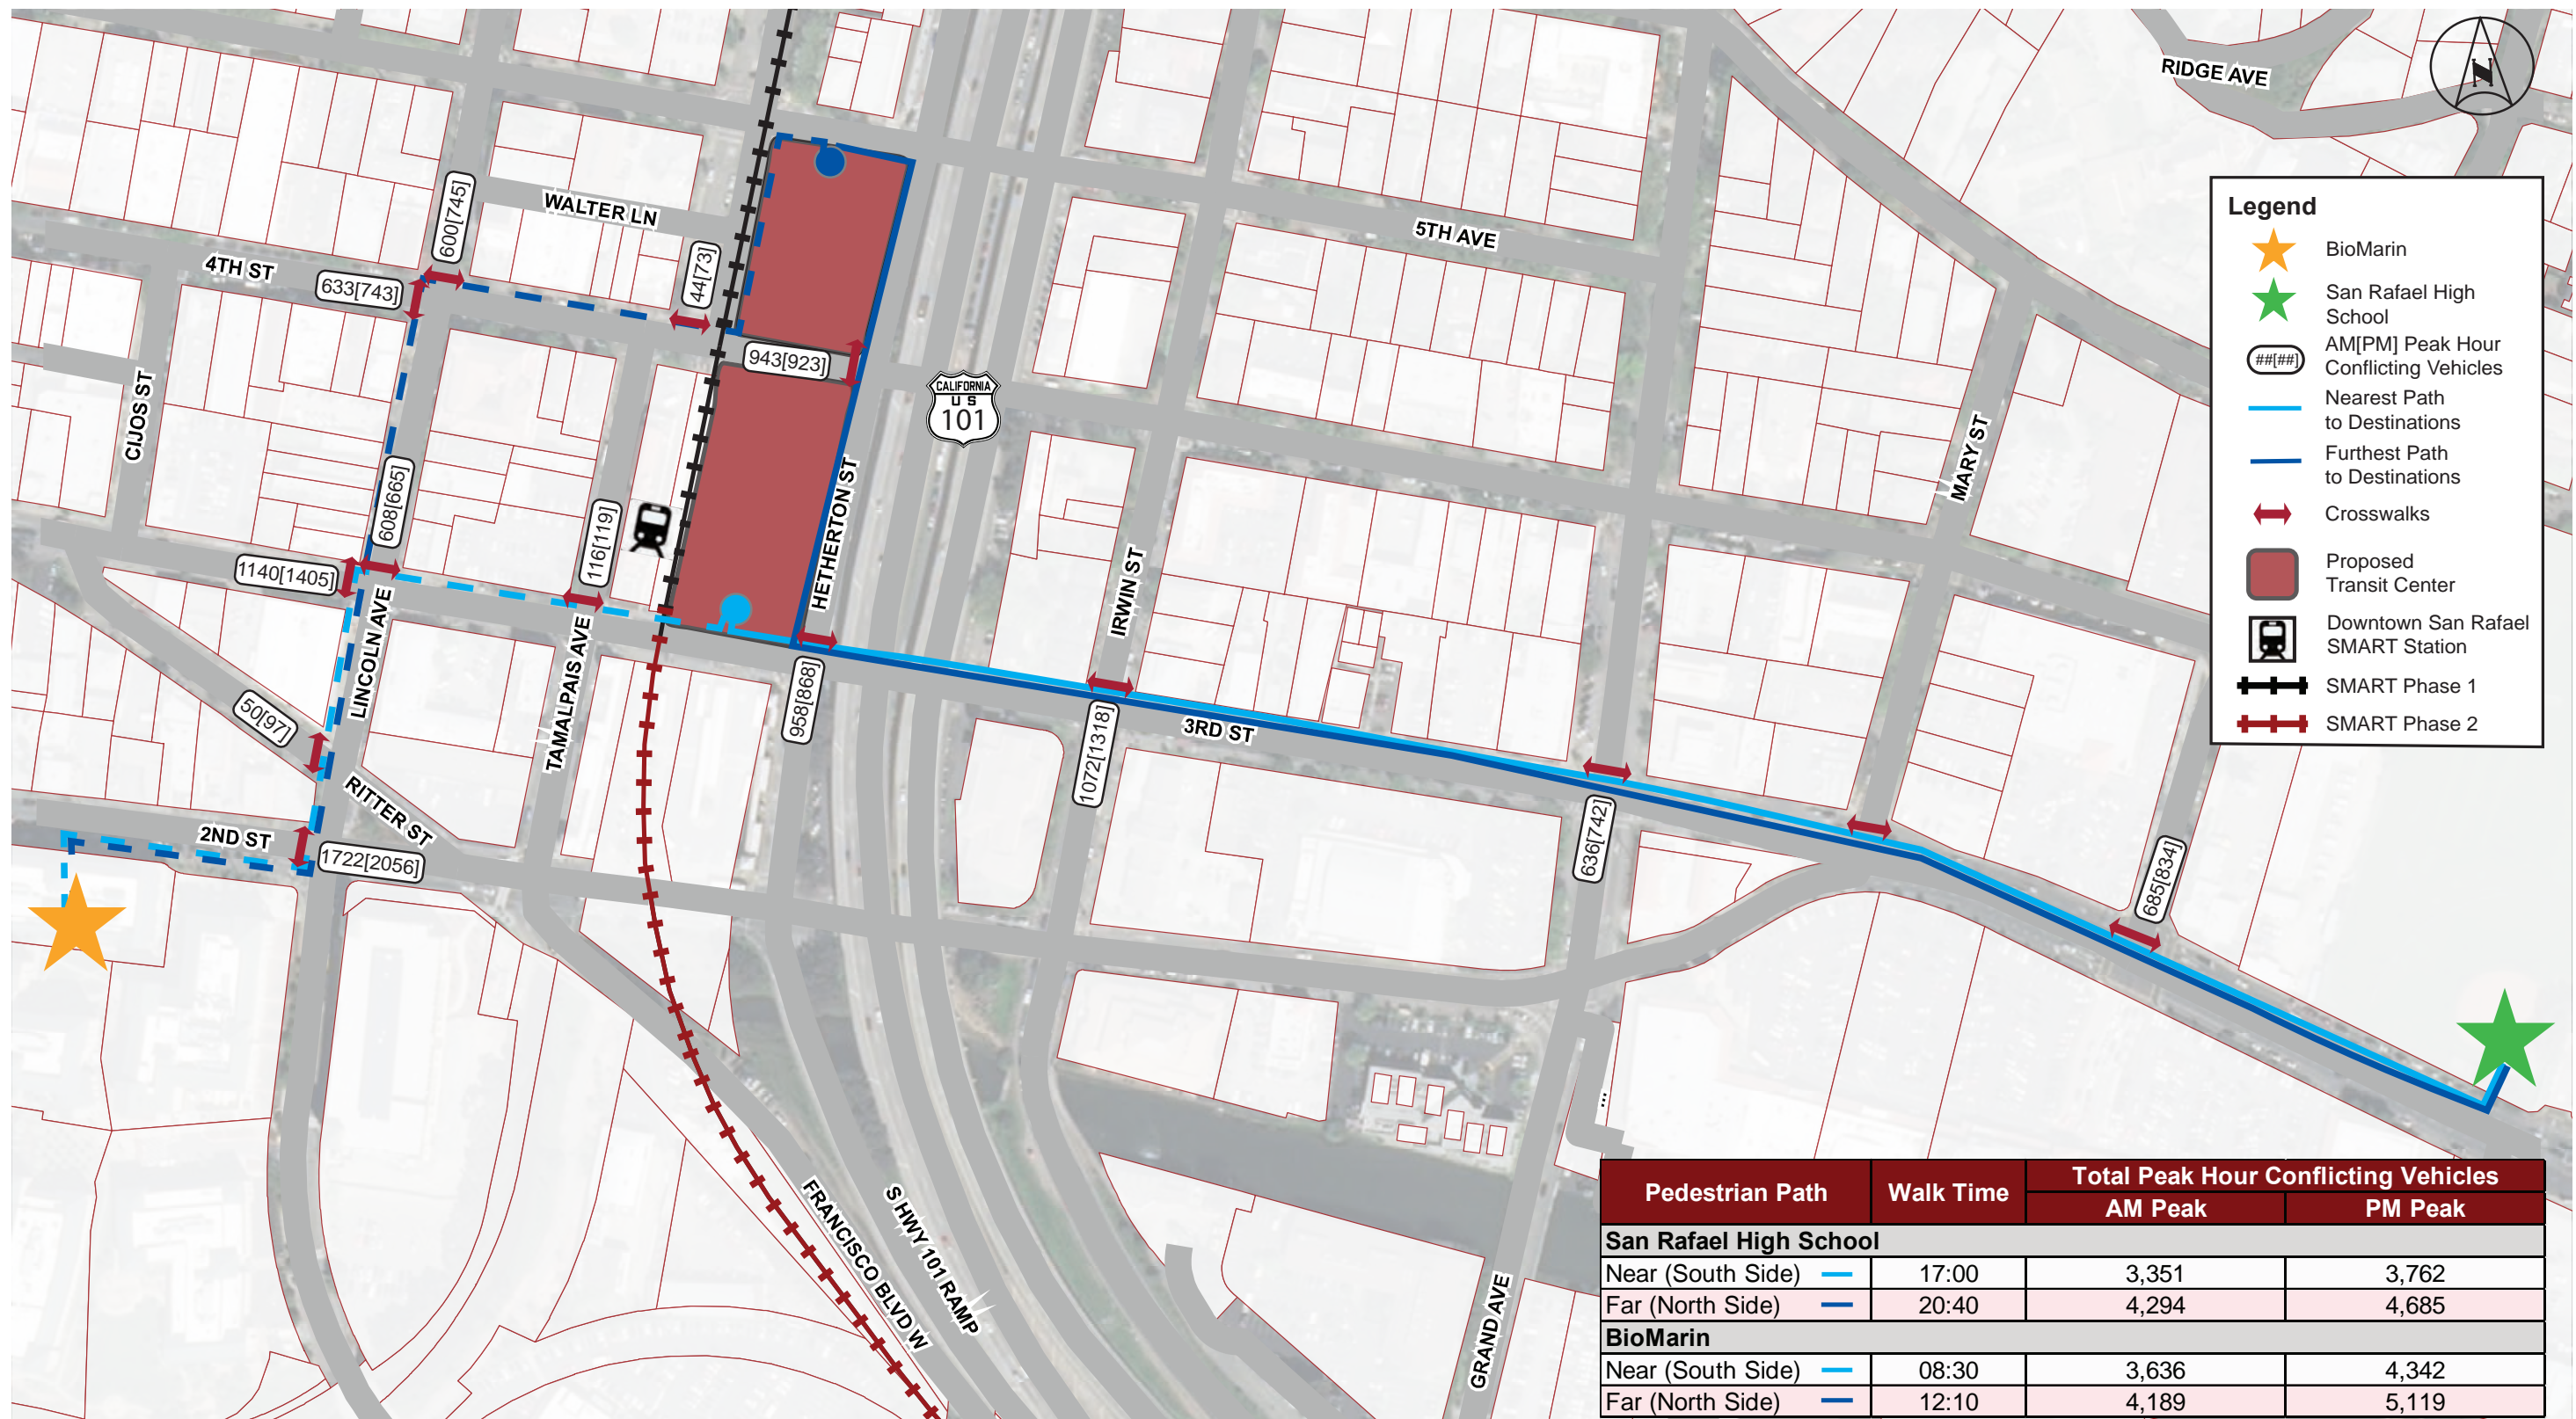 RIDGE AVE
N
WALTER LN
5TH AVE
4TH ST
600[745]
633[743]
44[73]
943[923]
CALIFORNIA
U S
101
CIJOS ST
HETHERTON ST
MARY ST
608[665]
116[119]
1140[1405]
IRWIN ST
LINCOLN AVE
TAMALPAIS AVE
958[868]
1072[1318]
3RD ST
50[97]
RITTER ST
2ND ST
1722[2056]
636[742]
685[834]
FRANCISCO BLVD W
S HWY 101 RAMP
GRAND AVE
...
Legend
BioMarin
San Rafael High
School
##[##]
AM[PM] Peak Hour
Conflicting Vehicles
Nearest Path
to Destinations
Furthest Path
to Destinations
Crosswalks
Proposed
Transit Center
Downtown San Rafael
SMART Station
SMART Phase 1
SMART Phase 2
Pedestrian Path Walk Time Total Peak Hour Conflicting Vehicles
AM Peak PM Peak
San Rafael High School
Near (South Side) 17:00 3,351 3,762
Far (North Side) 20:40 4,294 4,685
BioMarin
Near (South Side) 08:30 3,636 4,342
Far (North Side) 12:10 4,189 5,119